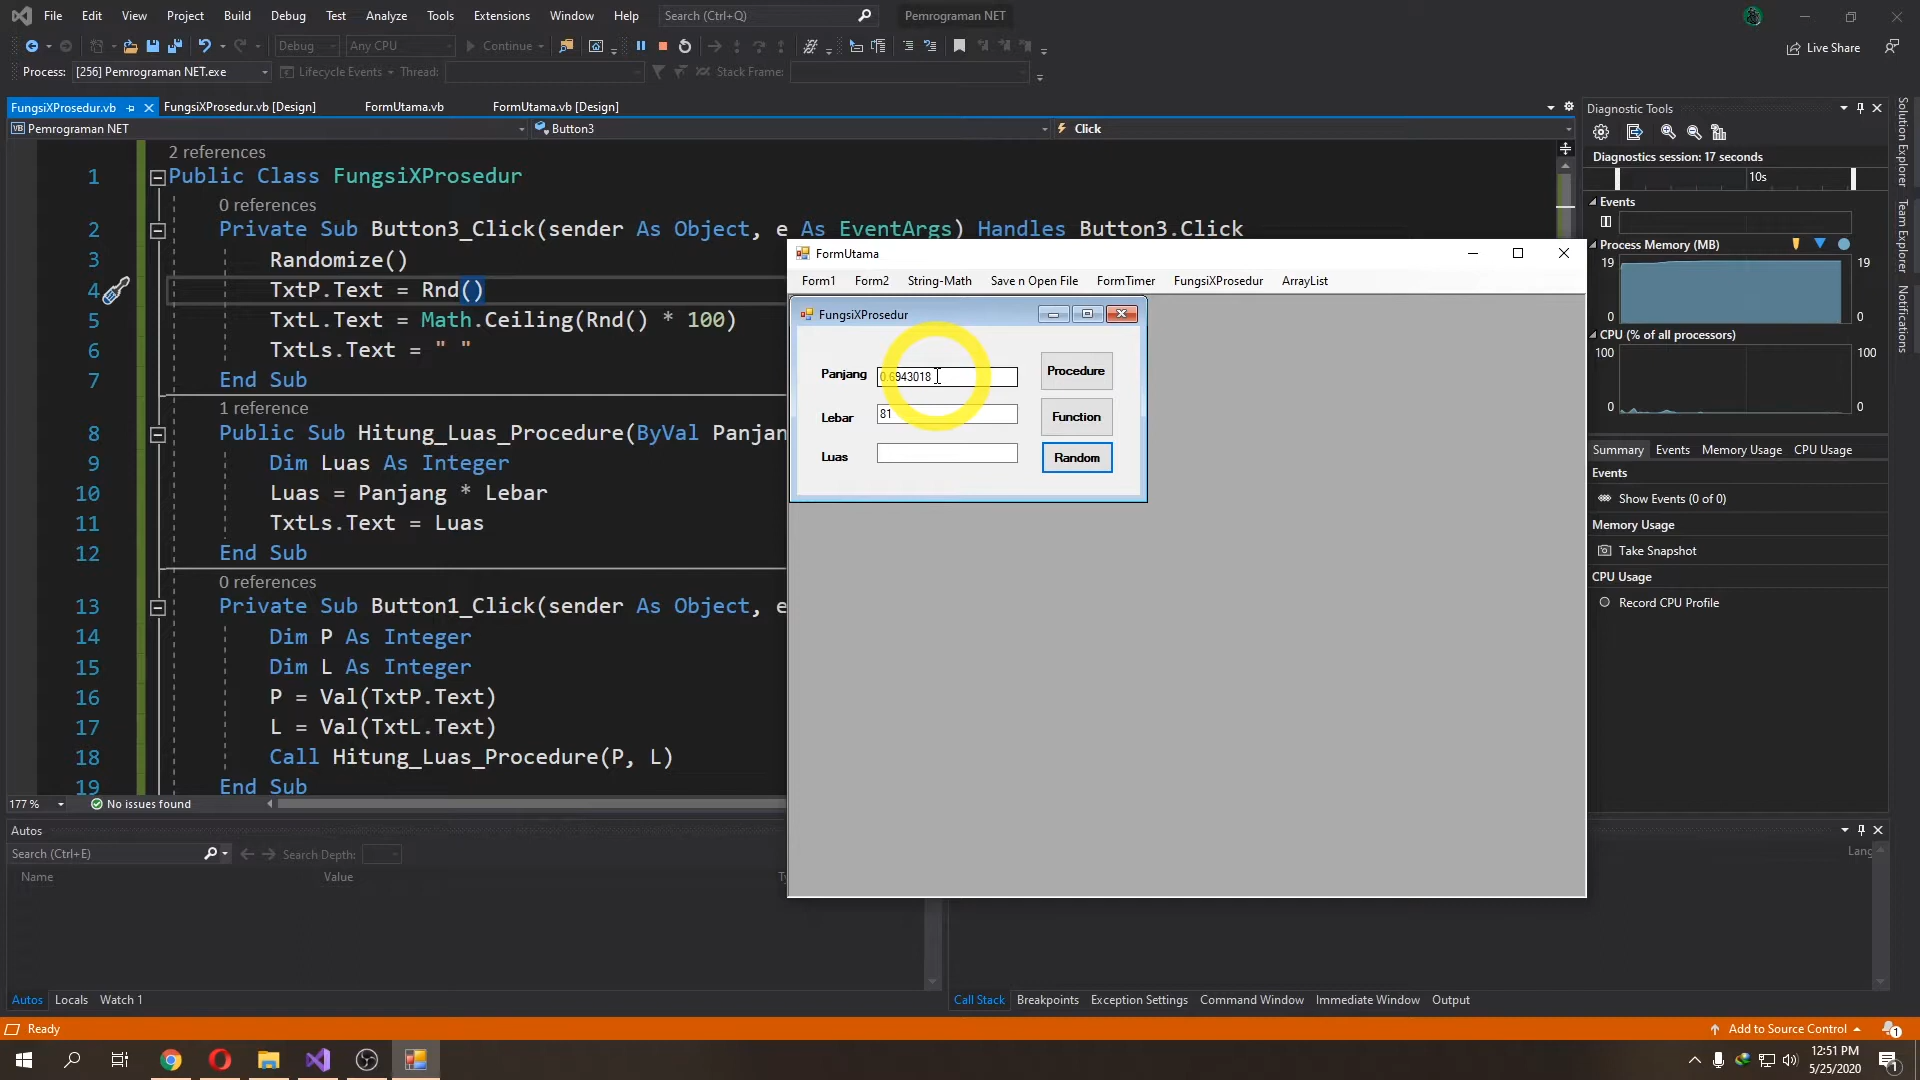 File Edit View Project Build Debug Test Analyze Tools Extensions Window Help Search (Ctrl+Q) Pemrograman NET
Debug Any CPU Continue Live Share
Process: [256] Pemrograman NET.exe Lifecycle Events Thread: Stack Frame:
FungsiXProsedur.vb FungsiXProsedur.vb [Design] FormUtama.vb FormUtama.vb [Design]
VB Pemrograman NET Button3 Click
2 references
1 Public Class FungsiXProsedur
0 references
2 Private Sub Button3_Click(sender As Object, e As EventArgs) Handles Button3.Click
3 Randomize()
4 TxtP.Text = Rnd()
5 TxtL.Text = Math.Ceiling(Rnd() * 100)
6 TxtLs.Text = " "
7 End Sub
1 reference
8 Public Sub Hitung_Luas_Procedure(ByVal Panjan
9 Dim Luas As Integer
10 Luas = Panjang * Lebar
11 TxtLs.Text = Luas
12 End Sub
0 references
13 Private Sub Button1_Click(sender As Object, e
14 Dim P As Integer
15 Dim L As Integer
16 P = Val(TxtP.Text)
17 L = Val(TxtL.Text)
18 Call Hitung_Luas_Procedure(P, L)
19 End Sub
177 % No issues found
FormUtama
Form1 Form2 String-Math Save n Open File FormTimer FungsiXProsedur ArrayList
FungsiXProsedur
Panjang 0.6943018 Procedure
Lebar 81 Function
Luas Random
Diagnostic Tools
Diagnostics session: 17 seconds
10s
Events
Process Memory (MB)
19 19
0 0
CPU (% of all processors)
100 100
0 0
Summary Events Memory Usage CPU Usage
Events
Show Events (0 of 0)
Memory Usage
Take Snapshot
CPU Usage
Record CPU Profile
Solution Explorer
Team Explorer
Notifications
Autos
Search (Ctrl+E) Search Depth:
Name Value Ty
Lang
Autos Locals Watch 1
Call Stack Breakpoints Exception Settings Command Window Immediate Window Output
Ready Add to Source Control 1
12:51 PM
5/25/2020
1